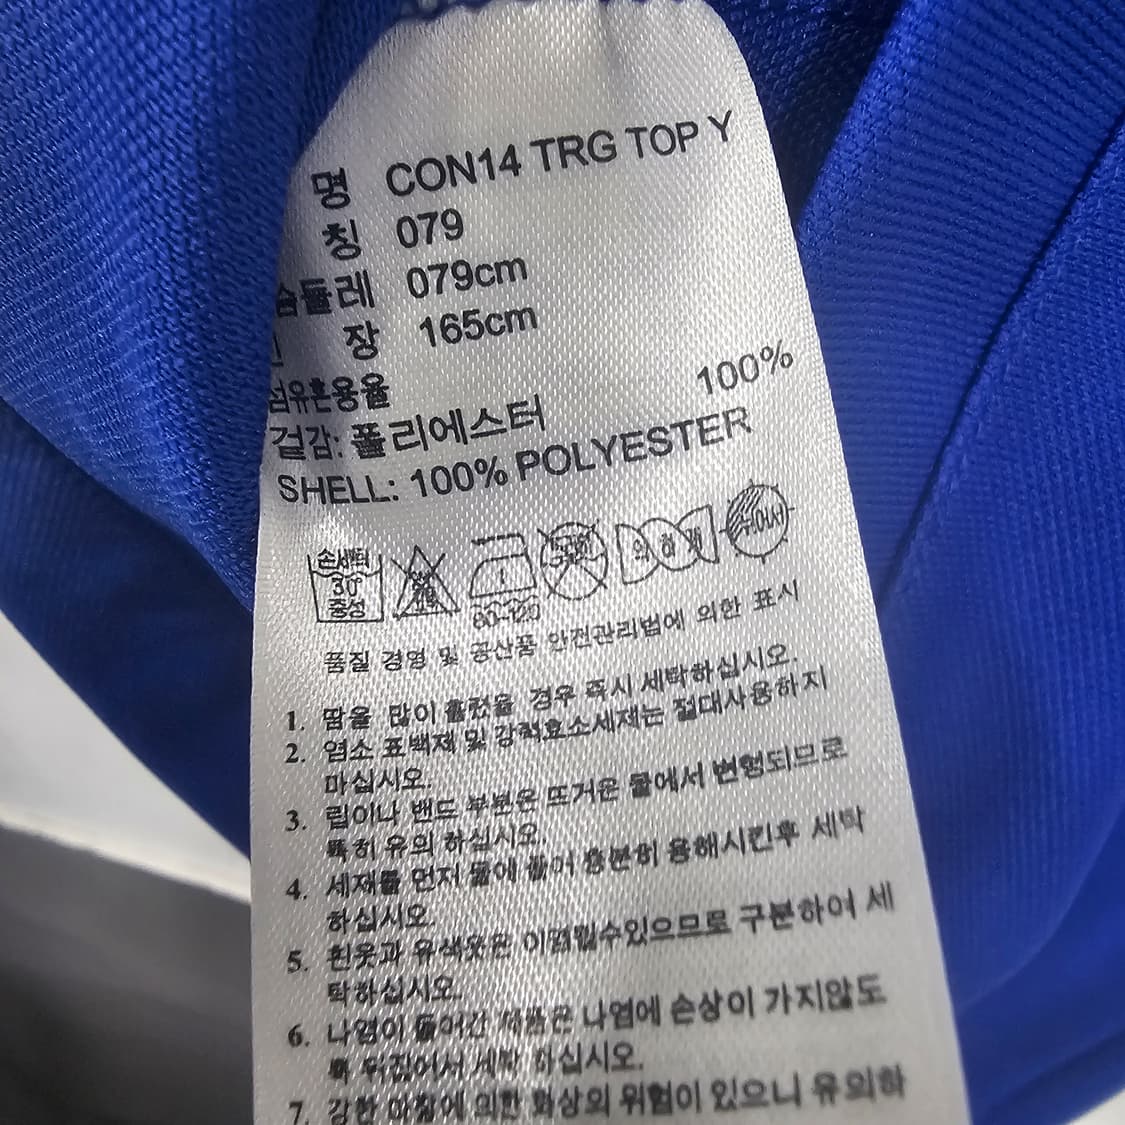 명 CON14 TRG TOP Y
칭 079
슴둘레 079cm
장 165cm
섬유혼용율
겉감: 폴리에스터 100%
SHELL: 100% POLYESTER
손세탁 30° 중성
80~120
의 하 여
뉘어서
품질 경영 및 공산품 안전관리법에 의한 표시
1. 땀을 많이 흘렸을 경우 즉시 세탁하십시오.
2. 염소 표백제 및 강력효소세제는 절대사용하지
마십시오.
3. 립이나 밴드 부분은 뜨거운 물에서 변형되므로
특히 유의 하십시오.
4. 세제를 먼저 물에 풀어 충분히 용해시킨후 세탁
하십시오.
5. 흰옷과 유색옷은 이염될수있으므로 구분하여 세
탁하십시오.
6. 나염이 들어간 제품은 나염에 손상이 가지않도
록 뒤집어서 세탁 하십시오.
7. 강한 마찰에 의한 화상의 위험이 있으니 유의하